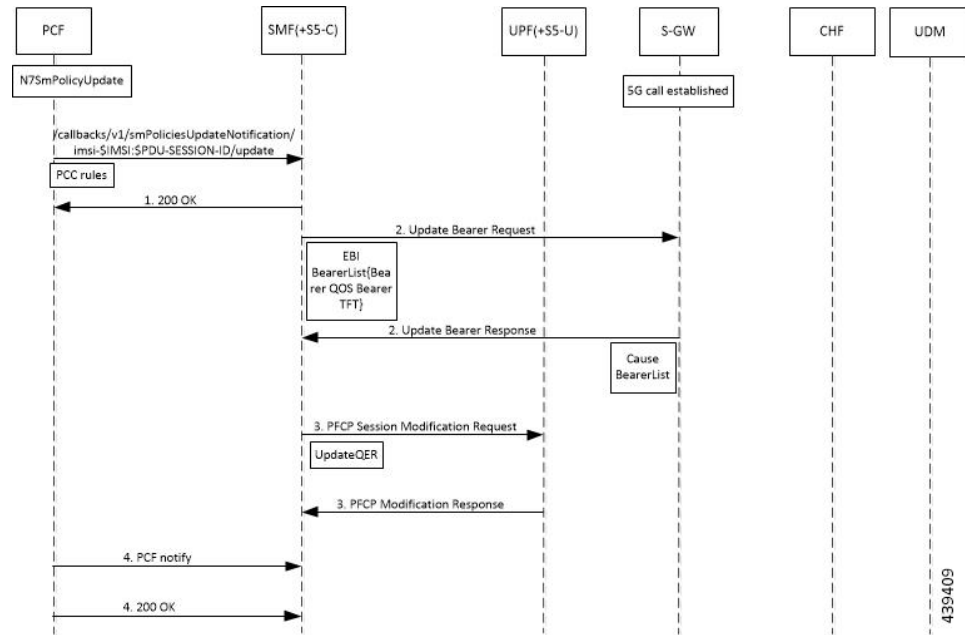 PCF
SMF(+S5-C)
UPF(+S5-U)
S-GW
CHF
UDM
N7SmPolicyUpdate
5G call established
/callbacks/v1/smPoliciesUpdateNotification/
imsi-$IMSI:$PDU-SESSION-ID/update
PCC rules
1. 200 OK
2. Update Bearer Request
EBI
BearerList{Bea
rer QOS Bearer
TFT}
2. Update Bearer Response
Cause
BearerList
3. PFCP Session Modification Request
UpdateQER
3. PFCP Modification Response
4. PCF notify
4. 200 OK
439409